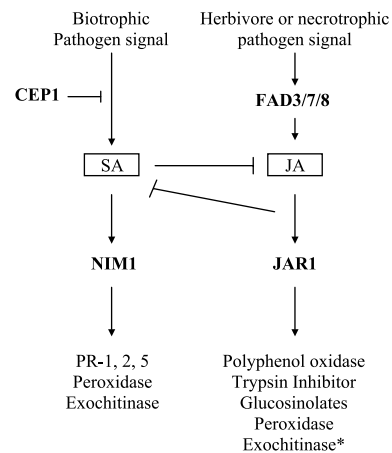 Biotrophic
Pathogen signal
Herbivore or necrotrophic
pathogen signal
CEP1
FAD3/7/8
SA
JA
NIM1
JAR1
PR-1, 2, 5
Peroxidase
Exochitinase
Polyphenol oxidase
Trypsin Inhibitor
Glucosinolates
Peroxidase
Exochitinase*